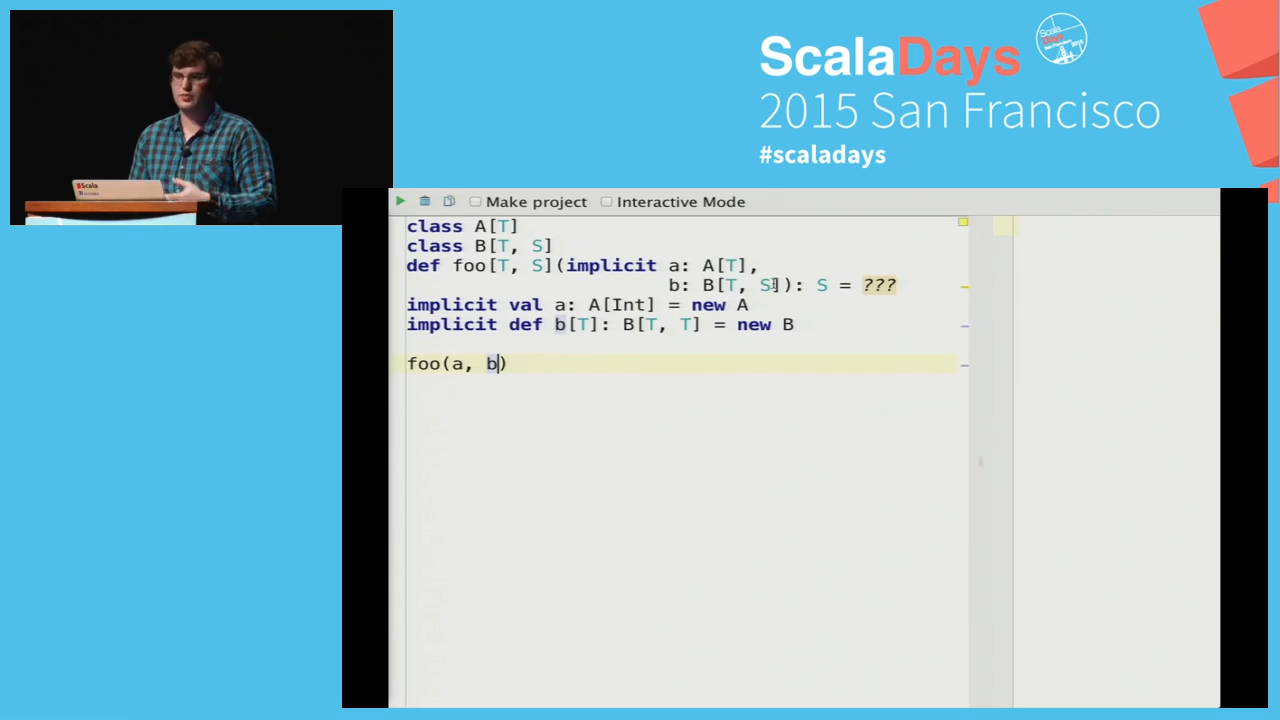 ScalaDays
2015 San Francisco
#scaladays
Scala
Make project
Interactive Mode
class A[T]
class B[T, S]
def foo[T, S](implicit a: A[T],
b: B[T, S]): S = ???
implicit val a: A[Int] = new A
implicit def b[T]: B[T, T] = new B
foo(a, b)